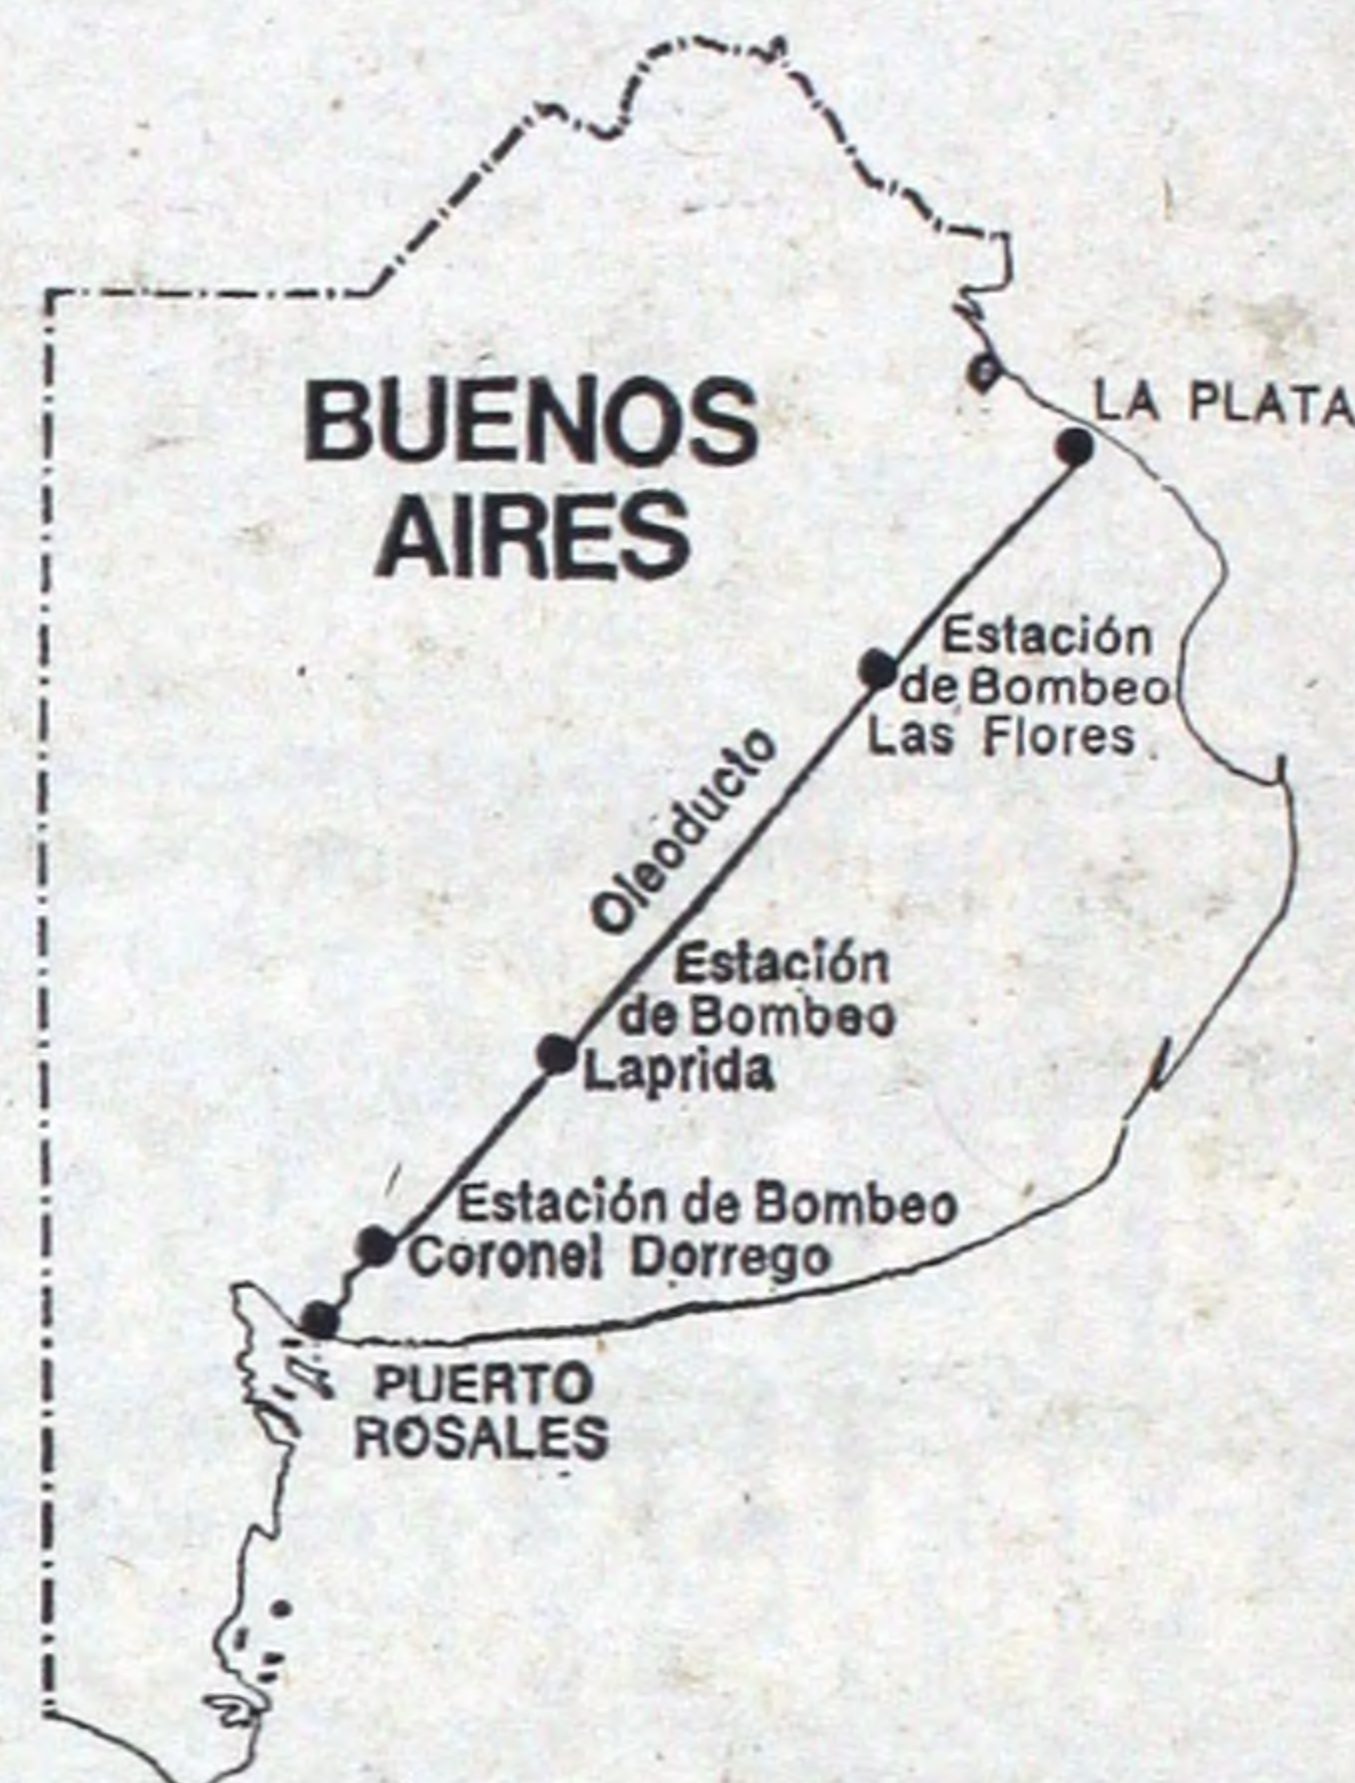 BUENOS
AIRES
LA PLATA
Estación
de Bombeo
Las Flores
Oleoducto
Estación
de Bombeo
Laprida
Estación de Bombeo
Coronel Dorrego
PUERTO
ROSALES